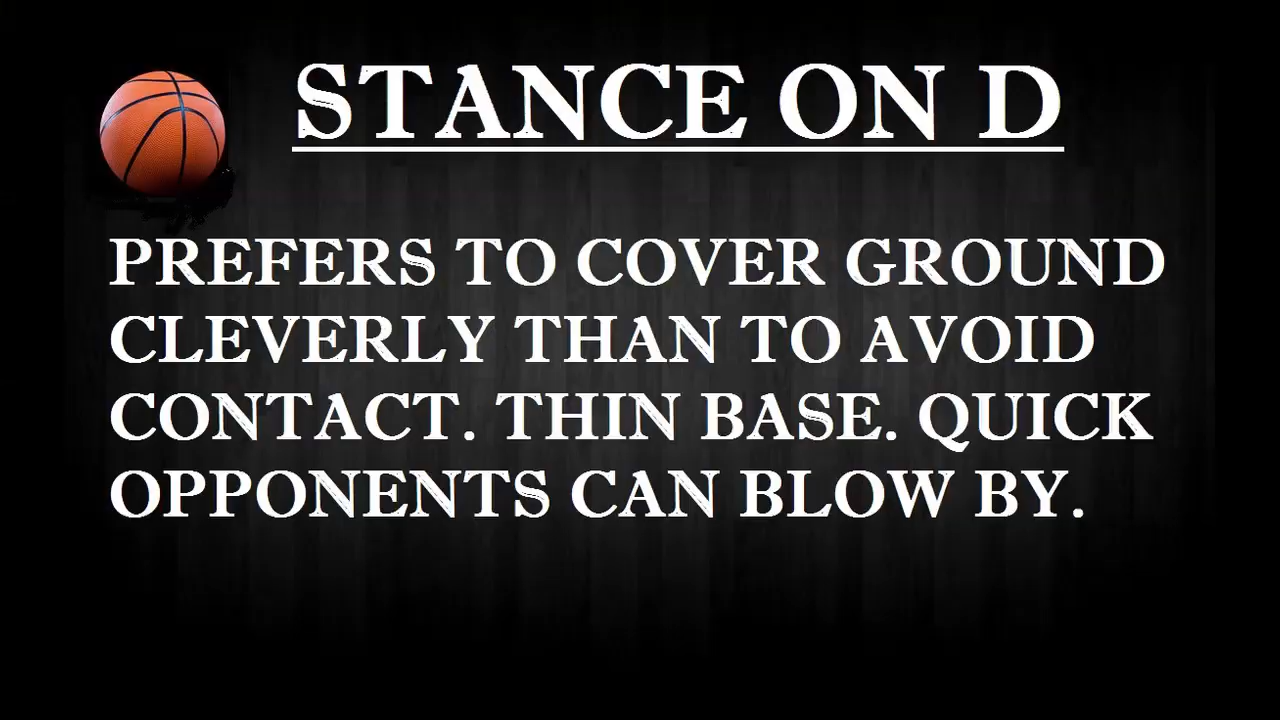 STANCE ON D
PREFERS TO COVER GROUND
CLEVERLY THAN TO AVOID
CONTACT. THIN BASE. QUICK
OPPONENTS CAN BLOW BY.